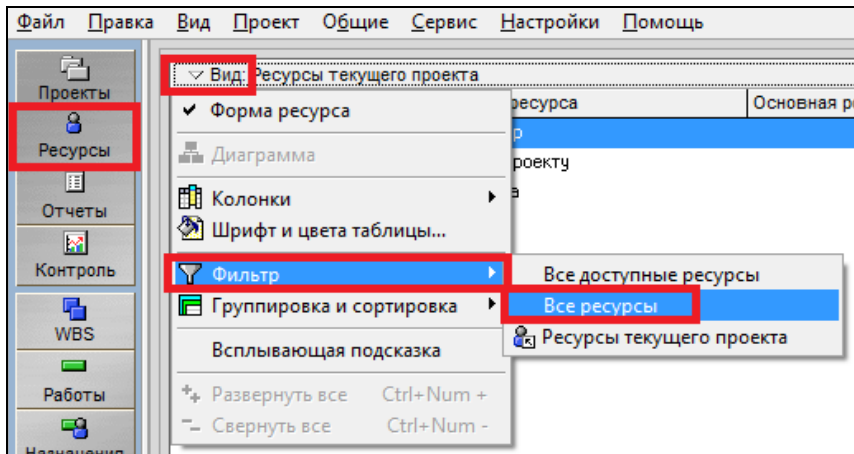 Файл Правка Вид Проект Общие Сервис Настройки Помощь
Проекты
Ресурсы
Отчеты
Контроль
WBS
Работы
Назначения
Вид: Ресурсы текущего проекта
ресурса Основная
Форма ресурса
Диаграмма
Колонки
Шрифт и цвета таблицы...
Фильтр
Группировка и сортировка
Всплывающая подсказка
Развернуть все Ctrl+Num +
Свернуть все Ctrl+Num -
Все доступные ресурсы
Все ресурсы
Ресурсы текущего проекта